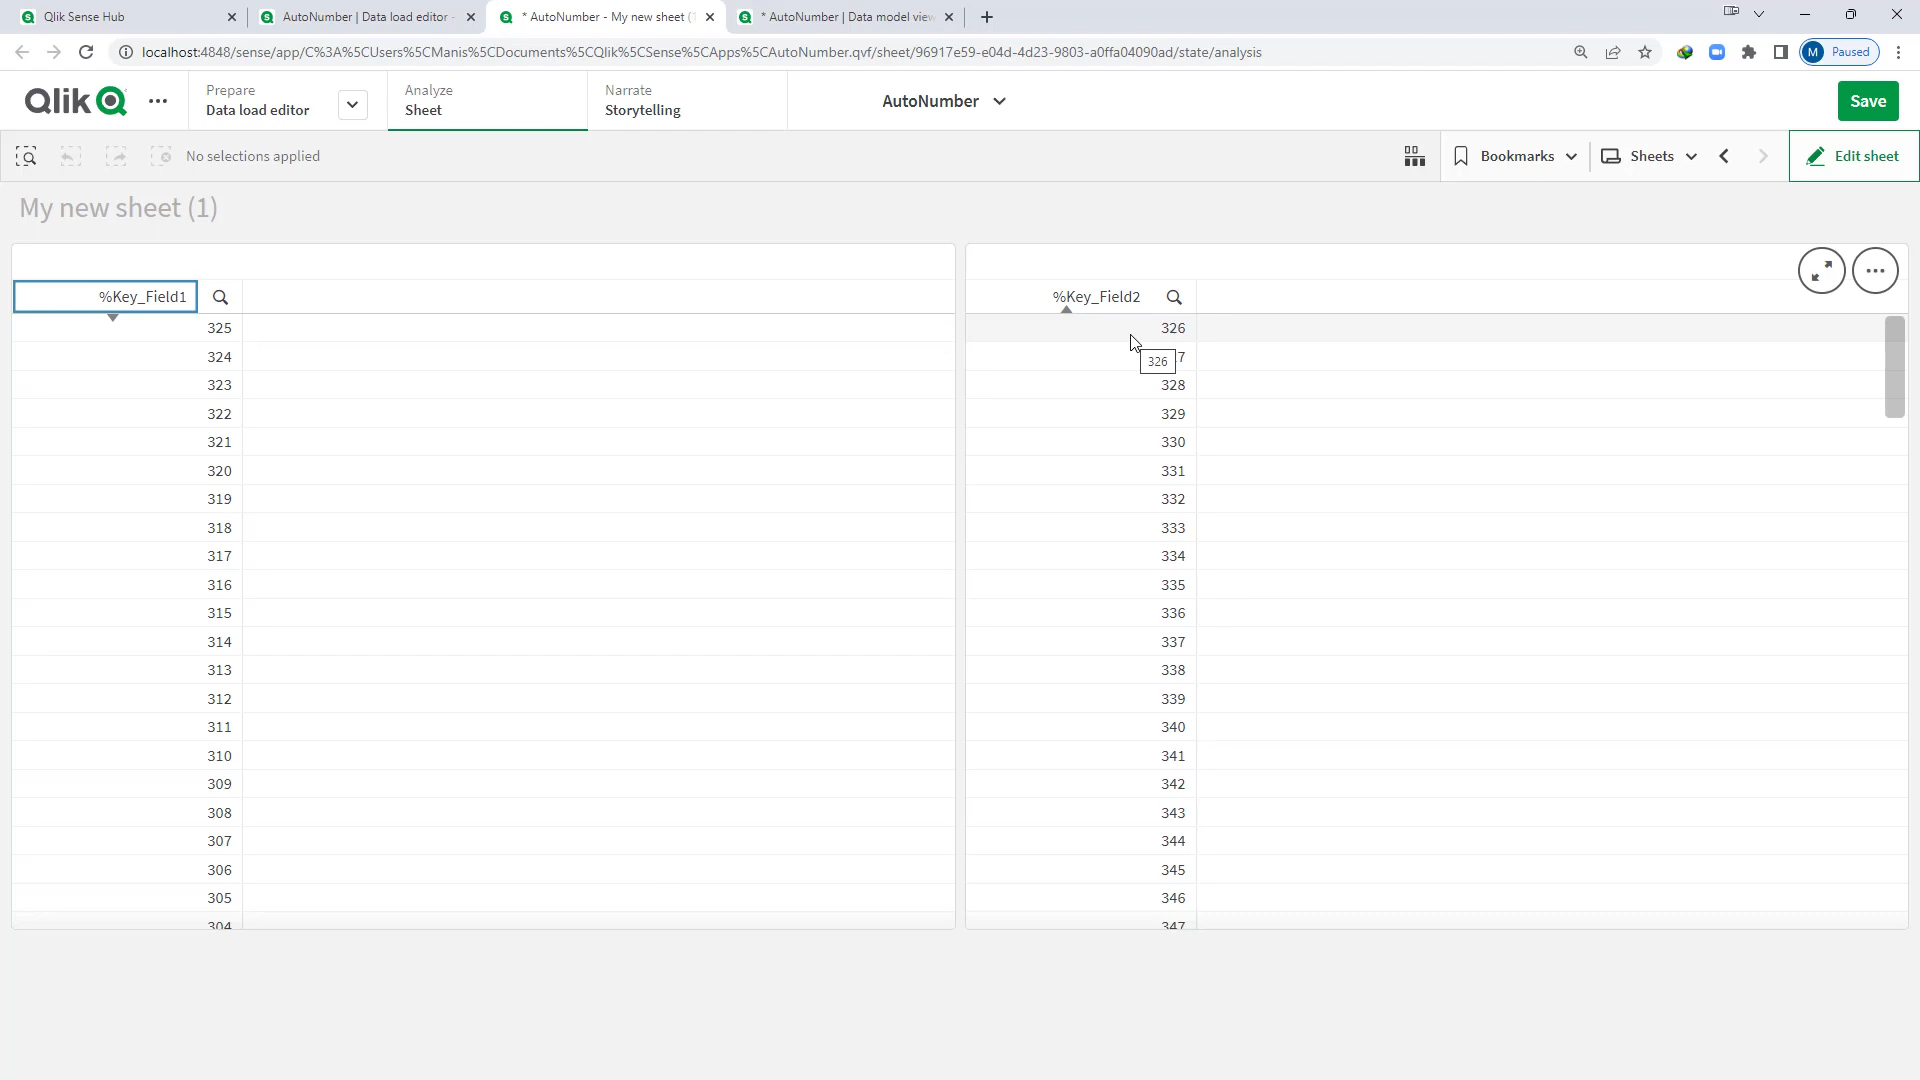 Qlik Sense Hub
AutoNumber | Data load editor -
* AutoNumber - My new sheet (1
* AutoNumber | Data model view
localhost:4848/sense/app/C%3A%5CUsers%5CManis%5CDocuments%5CQlik%5CSense%5CApps%5CAutoNumber.qvf/sheet/96917e59-e04d-4d23-9803-a0ffa04090ad/state/analysis
M Paused
Qlik
Prepare
Data load editor
Analyze
Sheet
Narrate
Storytelling
AutoNumber
Save
No selections applied
Bookmarks
Sheets
Edit sheet
My new sheet (1)
%Key_Field1
325
324
323
322
321
320
319
318
317
316
315
314
313
312
311
310
309
308
307
306
305
304
%Key_Field2
326
7
326
328
329
330
331
332
333
334
335
336
337
338
339
340
341
342
343
344
345
346
347